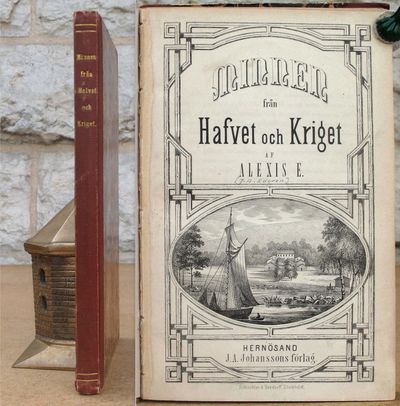 Minnen
från
Hafvet
och
Kriget.
MINNEN
från
Hafvet och Kriget
AF
ALEXIS E.
HERNÖSAND
J.A. Johanssons förlag